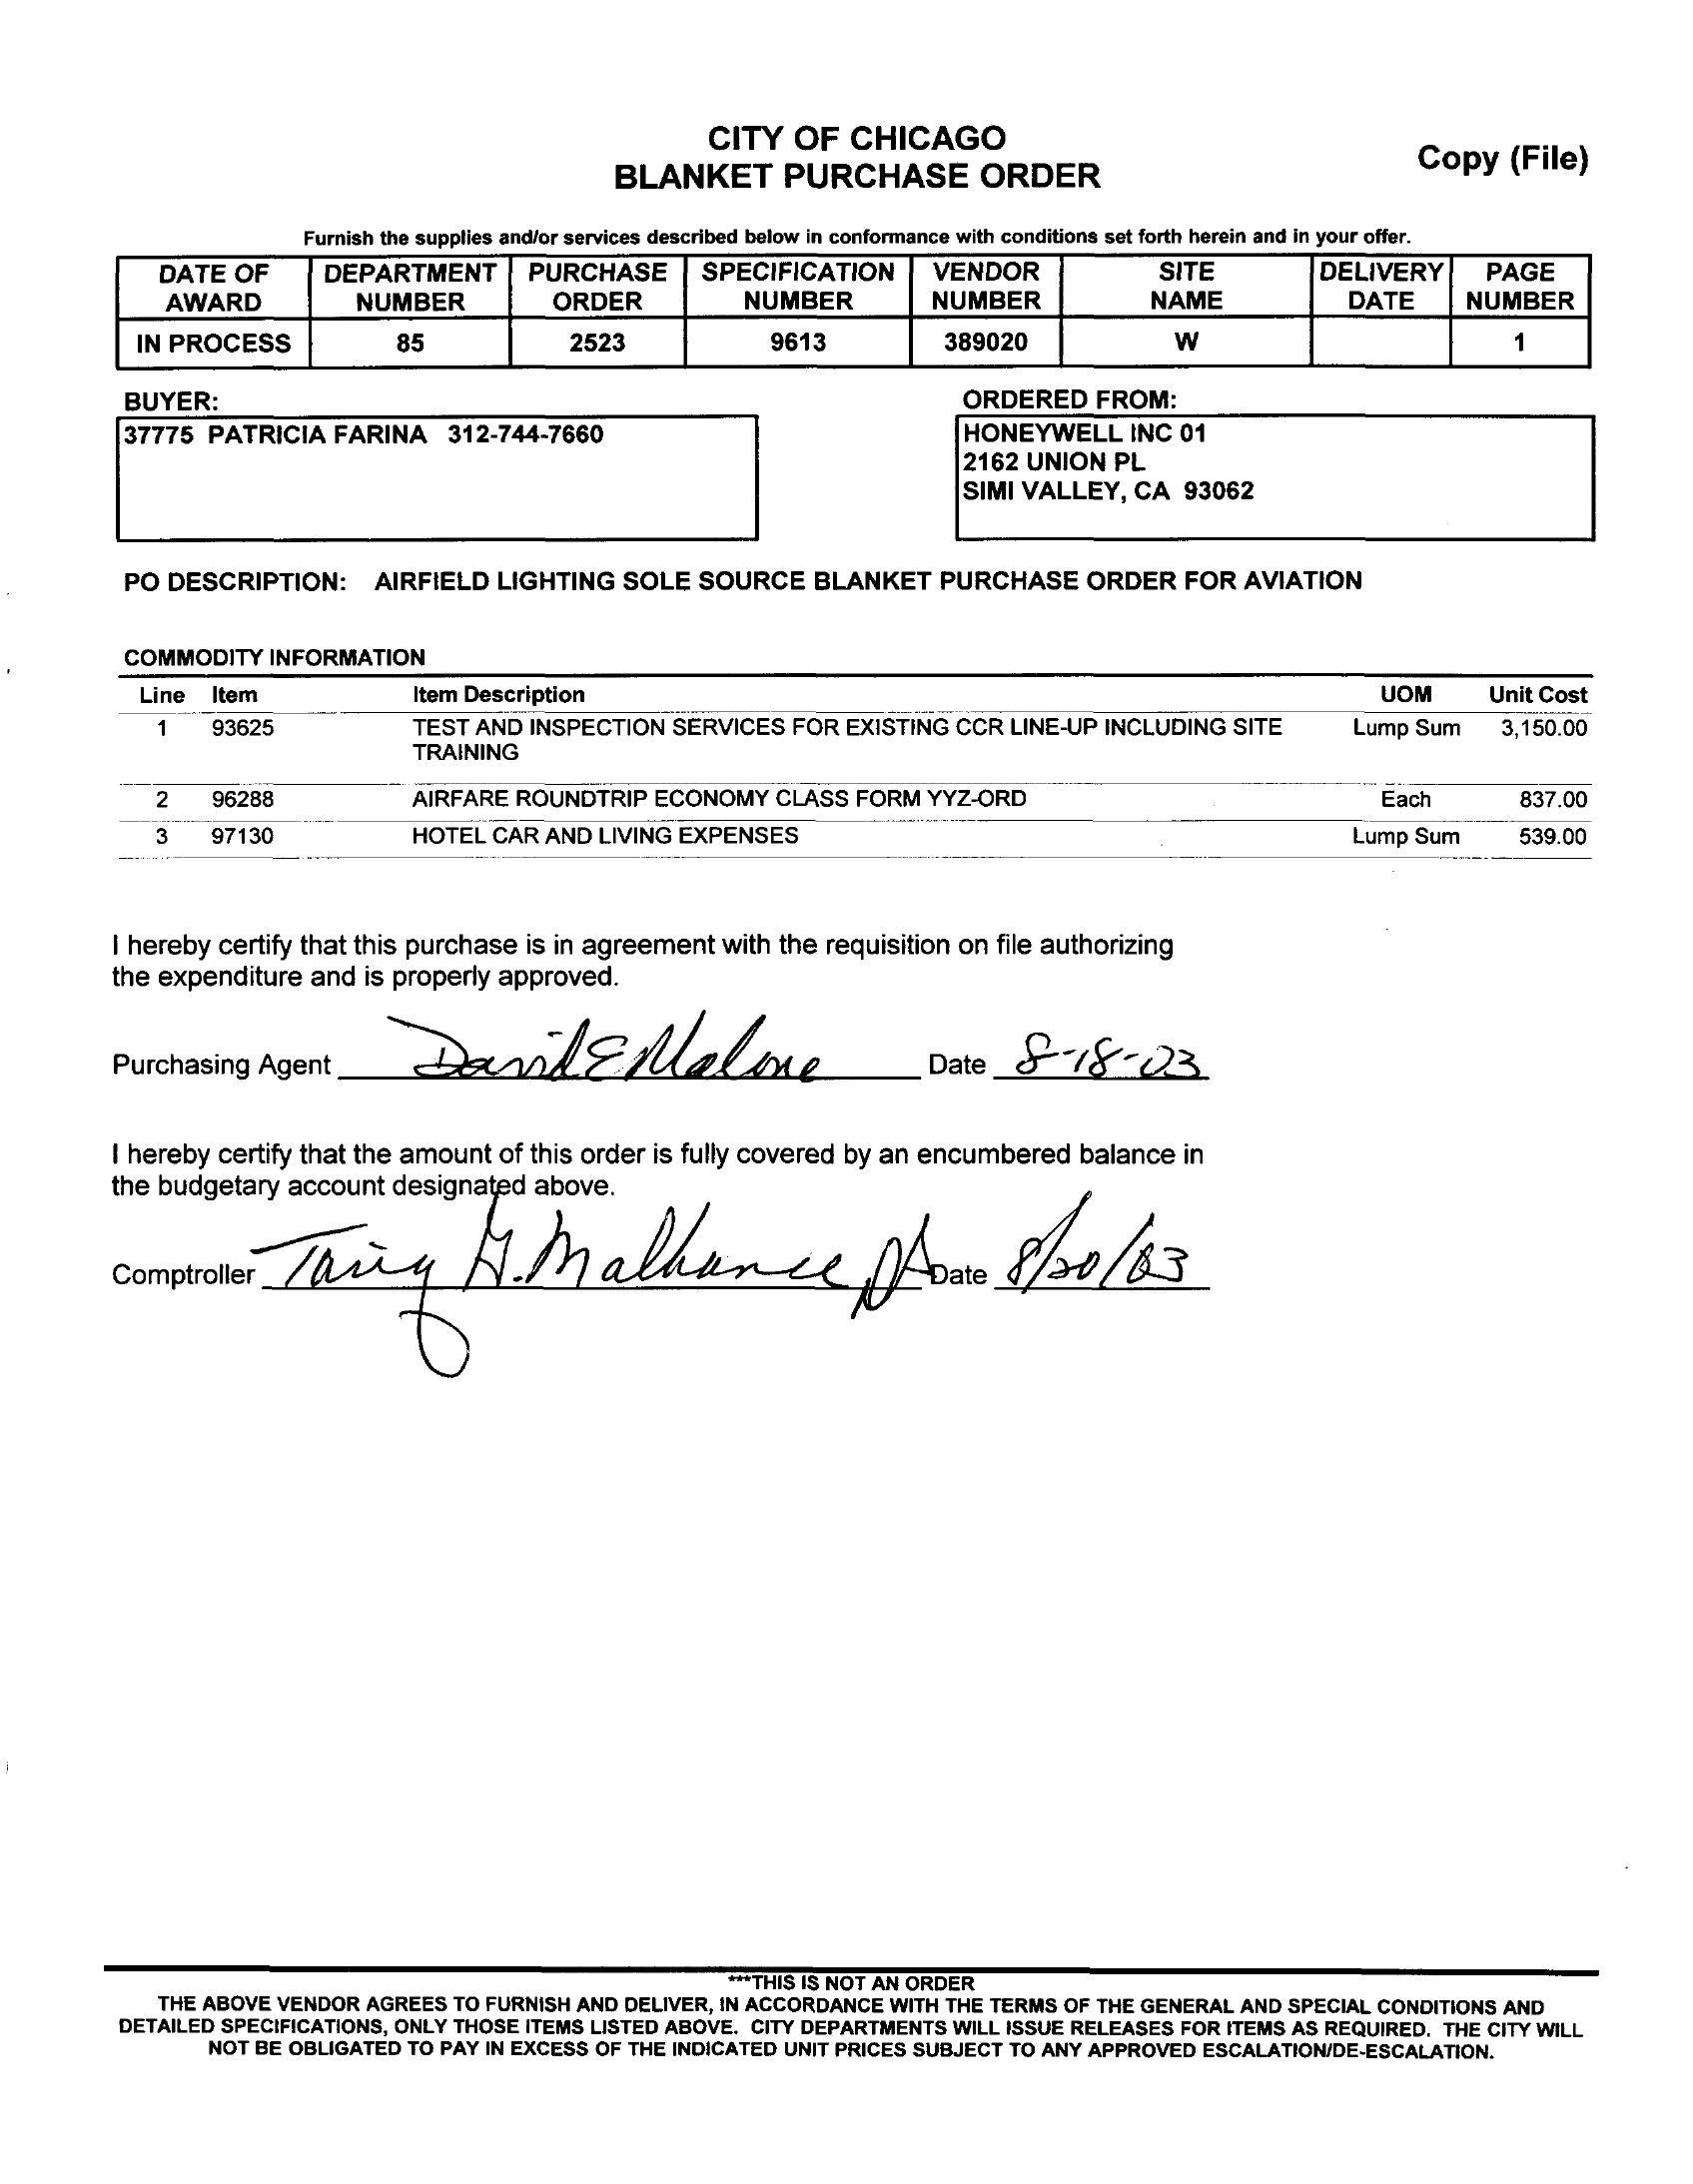 CITY OF CHICAGO
BLANKET PURCHASE ORDER
Copy (File)
Furnish the supplies and/or services described below in conformance with conditions set forth herein and in your offer.
DATE OF AWARD DEPARTMENT NUMBER PURCHASE ORDER SPECIFICATION NUMBER VENDOR NUMBER SITE NAME DELIVERY DATE PAGE NUMBER
IN PROCESS 85 2523 9613 389020 W 1
BUYER:
37775 PATRICIA FARINA 312-744-7660
ORDERED FROM:
HONEYWELL INC 01
2162 UNION PL
SIMI VALLEY, CA 93062
PO DESCRIPTION: AIRFIELD LIGHTING SOLE SOURCE BLANKET PURCHASE ORDER FOR AVIATION
COMMODITY INFORMATION
Line Item Item Description UOM Unit Cost
1 93625 TEST AND INSPECTION SERVICES FOR EXISTING CCR LINE-UP INCLUDING SITE Lump Sum 3,150.00
TRAINING
2 96288 AIRFARE ROUNDTRIP ECONOMY CLASS FORM YYZ-ORD Each 837.00
3 97130 HOTEL CAR AND LIVING EXPENSES Lump Sum 539.00
I hereby certify that this purchase is in agreement with the requisition on file authorizing
the expenditure and is properly approved.
Purchasing Agent David E Malone Date 8-18-03
I hereby certify that the amount of this order is fully covered by an encumbered balance in
the budgetary account designated above.
Comptroller Date 8/20/03
***THIS IS NOT AN ORDER
THE ABOVE VENDOR AGREES TO FURNISH AND DELIVER, IN ACCORDANCE WITH THE TERMS OF THE GENERAL AND SPECIAL CONDITIONS AND
DETAILED SPECIFICATIONS, ONLY THOSE ITEMS LISTED ABOVE. CITY DEPARTMENTS WILL ISSUE RELEASES FOR ITEMS AS REQUIRED. THE CITY WILL
NOT BE OBLIGATED TO PAY IN EXCESS OF THE INDICATED UNIT PRICES SUBJECT TO ANY APPROVED ESCALATION/DE-ESCALATION.